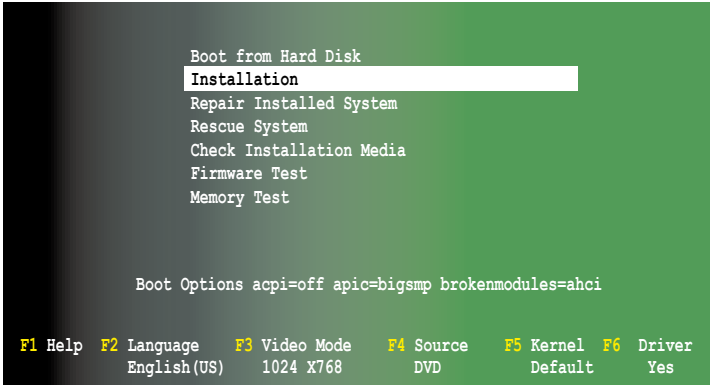 Boot from Hard Disk
Installation
Repair Installed System
Rescue System
Check Installation Media
Firmware Test
Memory Test
Boot Options acpi=off apic=bigsmp brokenmodules=ahci
F1 Help F2 Language F3 Video Mode F4 Source F5 Kernel F6 Driver
English(US) 1024 X768 DVD Default Yes